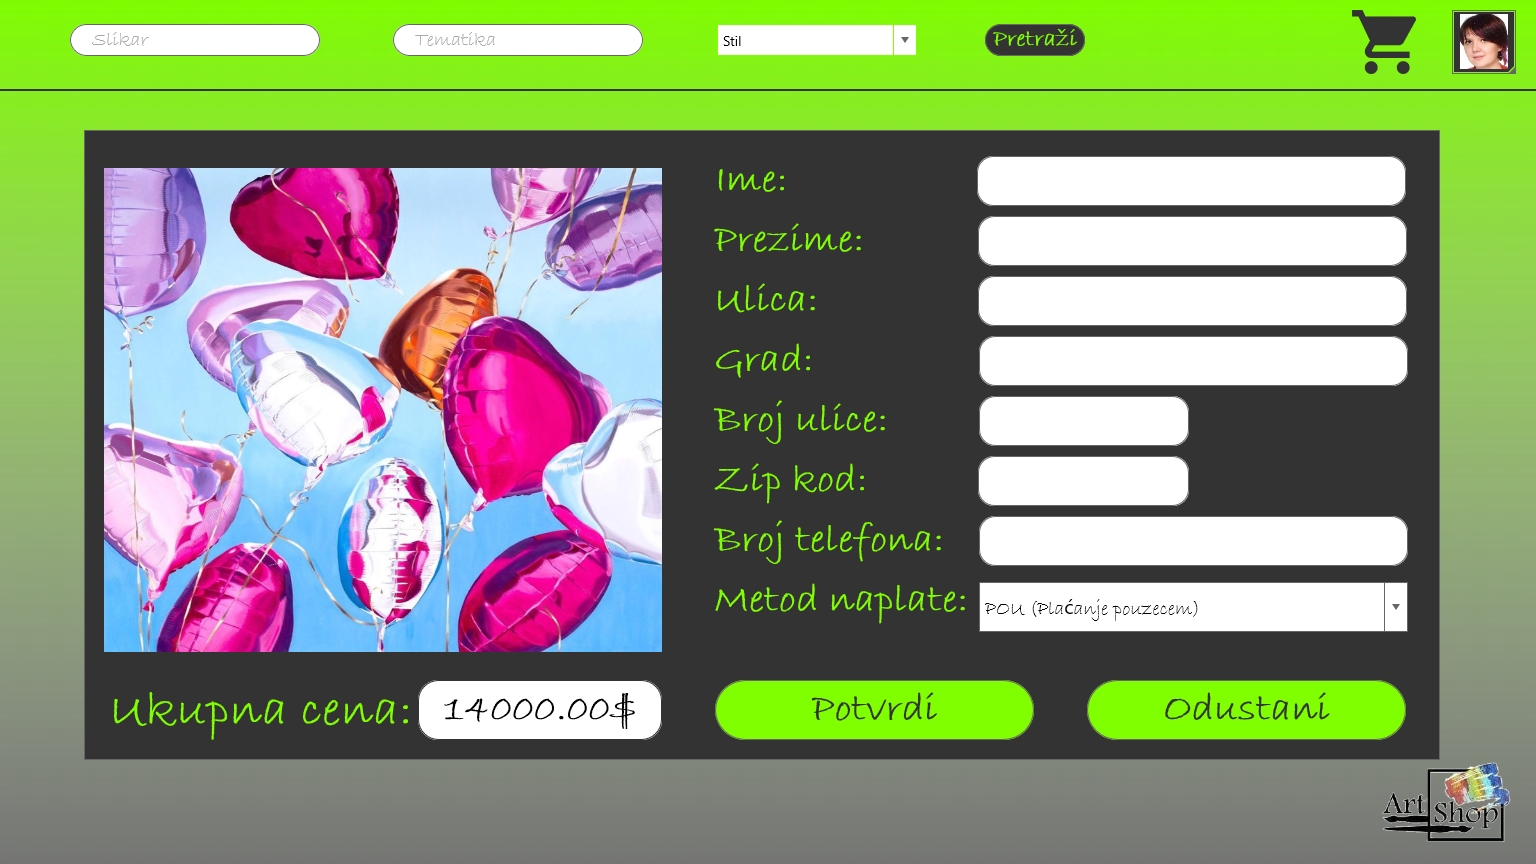 Slikar
Tematika
Stil
Pretraži
Ime:
Prezime:
Ulica:
Grad:
Broj ulice:
Zip kod:
Broj telefona:
Metod naplate:
POU (Plaćanje pouzecem)
Ukupna cena:
14000.00$
Potvrdi
Odustani
Art
Shop